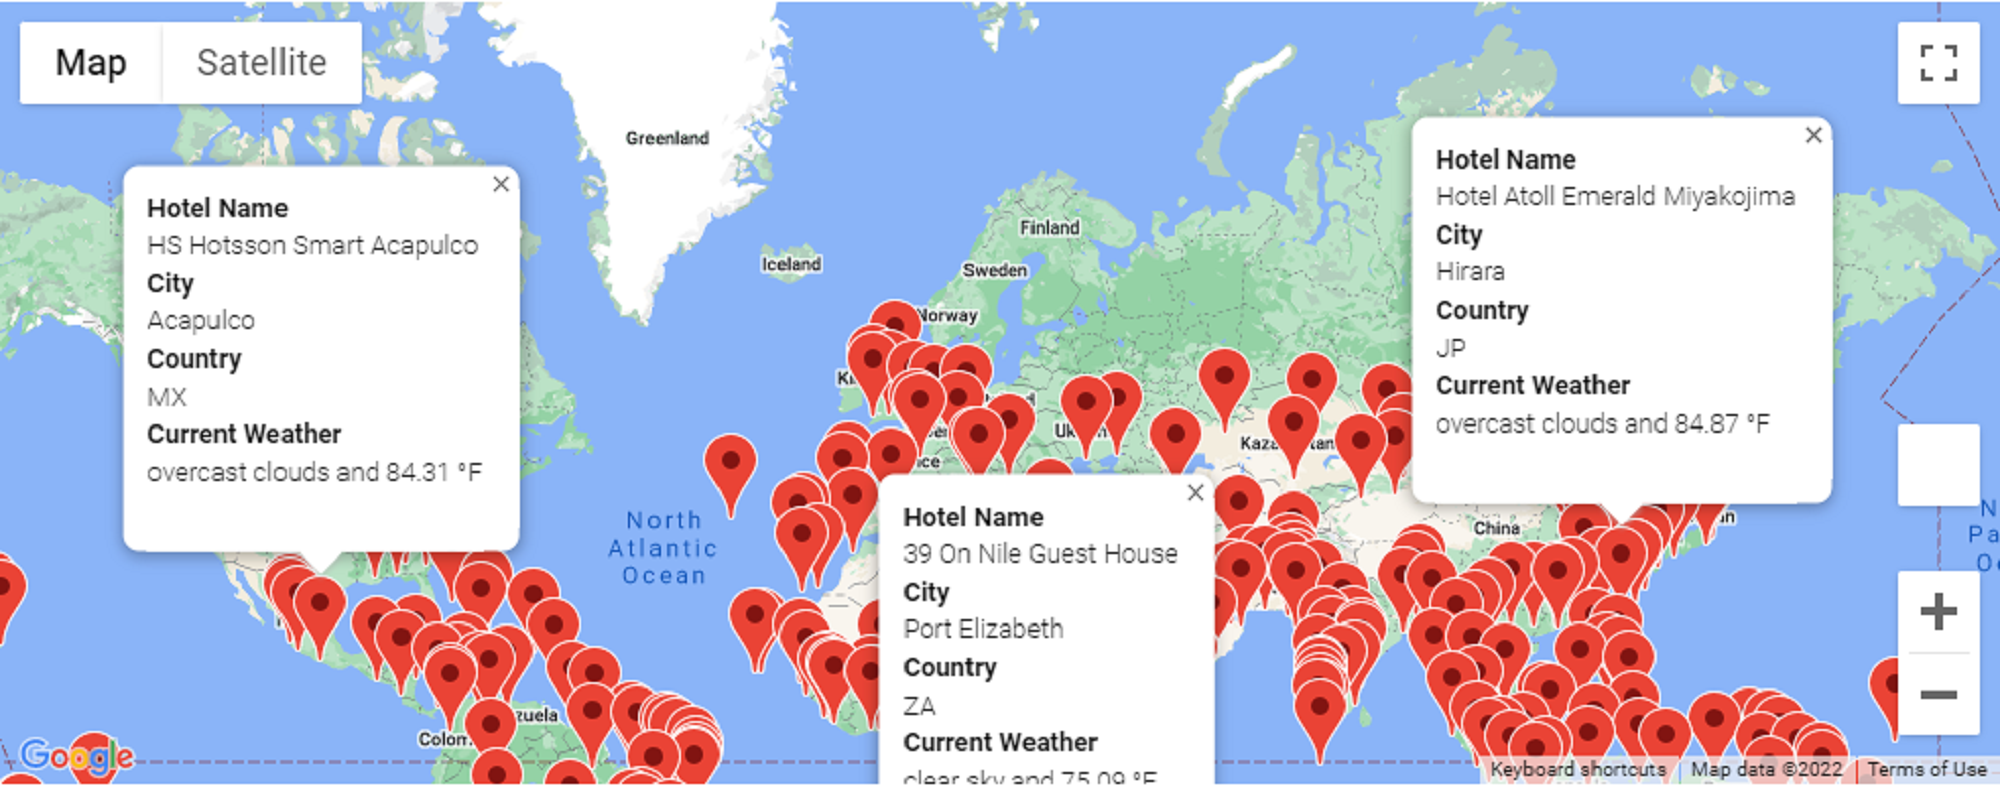 Map
Satellite
Greenland
Finland
Iceland
Sweden
Norway
Hotel Name
HS Hotsson Smart Acapulco
City
Acapulco
Country
MX
Current Weather
overcast clouds and 84.31 °F
Hotel Name
Hotel Atoll Emerald Miyakojima
City
Hirara
Country
JP
Current Weather
overcast clouds and 84.87 °F
North
Atlantic
Ocean
China
Hotel Name
39 On Nile Guest House
City
Port Elizabeth
Country
ZA
Current Weather
clear sky and 75.09 °F
Google
Keyboard shortcuts
Map data ©2022
Terms of Use